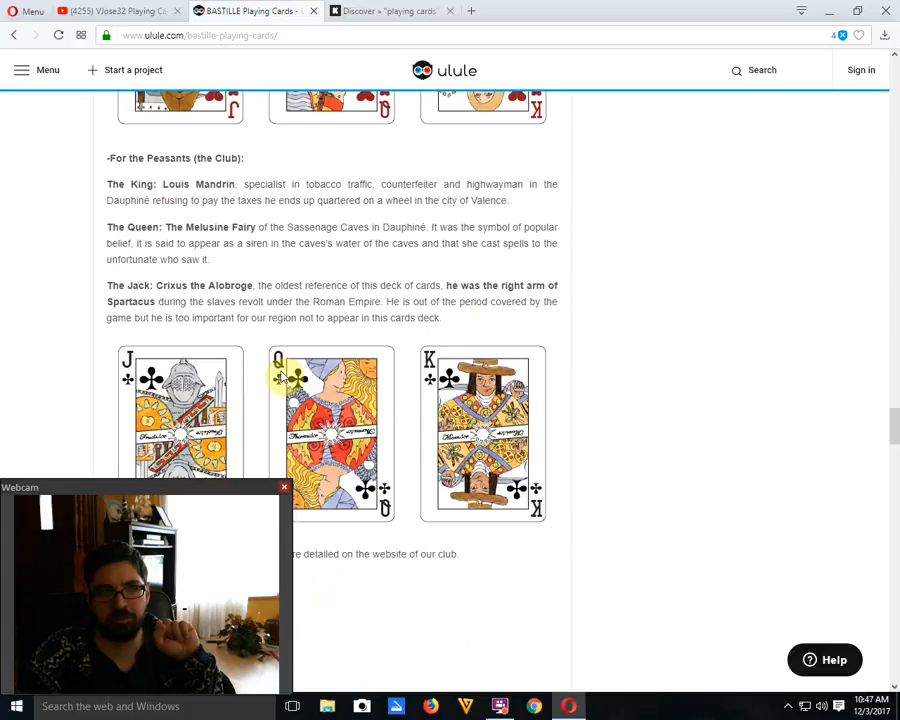 Menu
(4255) VJose32 Playing Ca
BASTILLE Playing Cards - U
Discover » "playing cards"
www.ulule.com/bastille-playing-cards/
4
Menu
Start a project
ulule
Search
Sign in
J
Q
K
-For the Peasants (the Club):
The King: Louis Mandrin, specialist in tobacco traffic, counterfeiter and highwayman in the
Dauphiné refusing to pay the taxes he ends up quartered on a wheel in the city of Valence.
The Queen: The Melusine Fairy of the Sassenage Caves in Dauphiné. It was the symbol of popular
belief, it is said to appear as a siren in the caves's water of the caves and that she cast spells to the
unfortunate who saw it.
The Jack: Crixus the Alobroge, the oldest reference of this deck of cards, he was the right arm of
Spartacus during the slaves revolt under the Roman Empire. He is out of the period covered by the
game but he is too important for our region not to appear in this cards deck.
J
Q
K
Q
K
Webcam
re detailed on the website of our club.
Help
Search the web and Windows
10:47 AM
12/3/2017